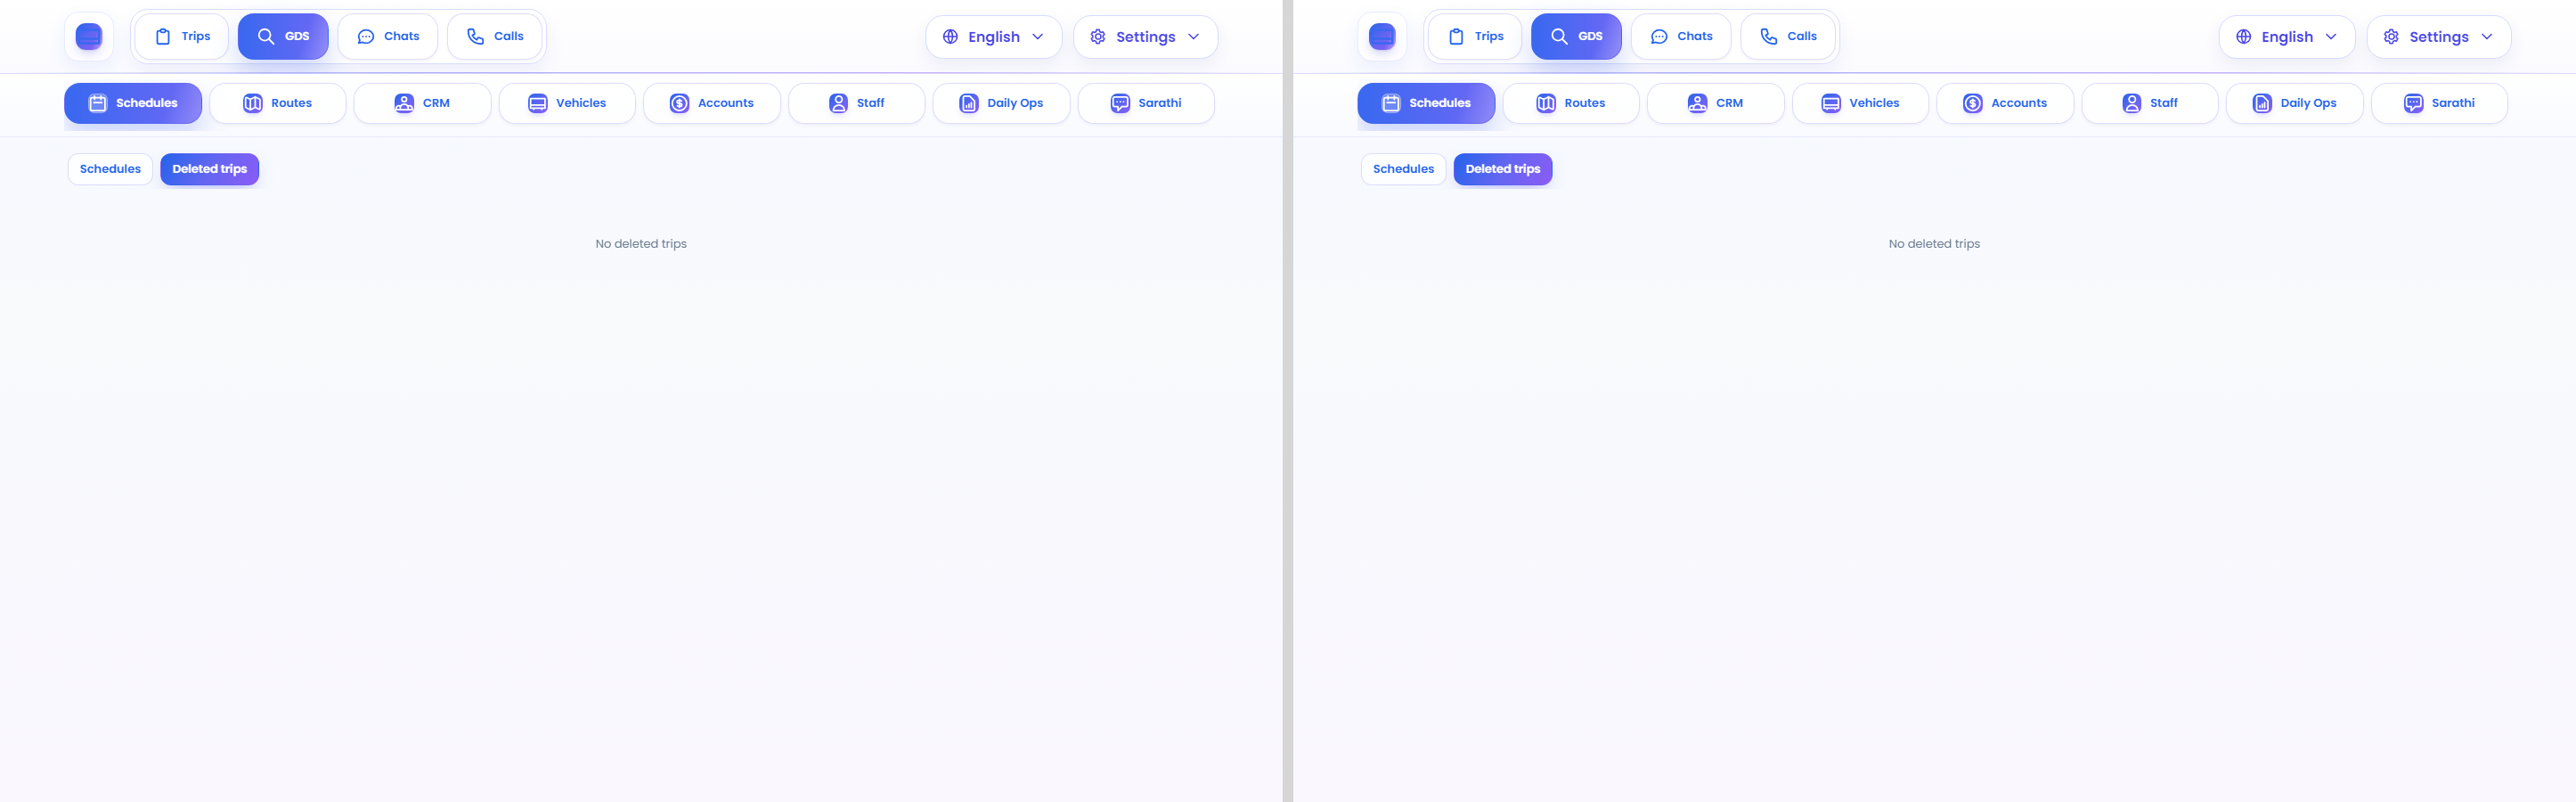 Trips GDS Chats Calls English Settings
Schedules Routes CRM Vehicles Accounts Staff Daily Ops Sarathi
Schedules Deleted trips
No deleted trips
Trips GDS Chats Calls English Settings
Schedules Routes CRM Vehicles Accounts Staff Daily Ops Sarathi
Schedules Deleted trips
No deleted trips